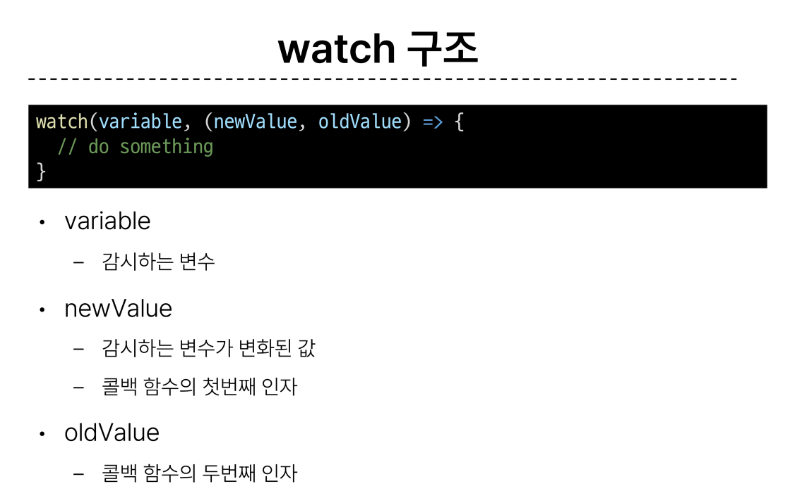 watch 구조
watch(variable, (newValue, oldValue) => {
// do something
}
• variable
– 감시하는 변수
• newValue
– 감시하는 변수가 변화된 값
– 콜백 함수의 첫번째 인자
• oldValue
– 콜백 함수의 두번째 인자